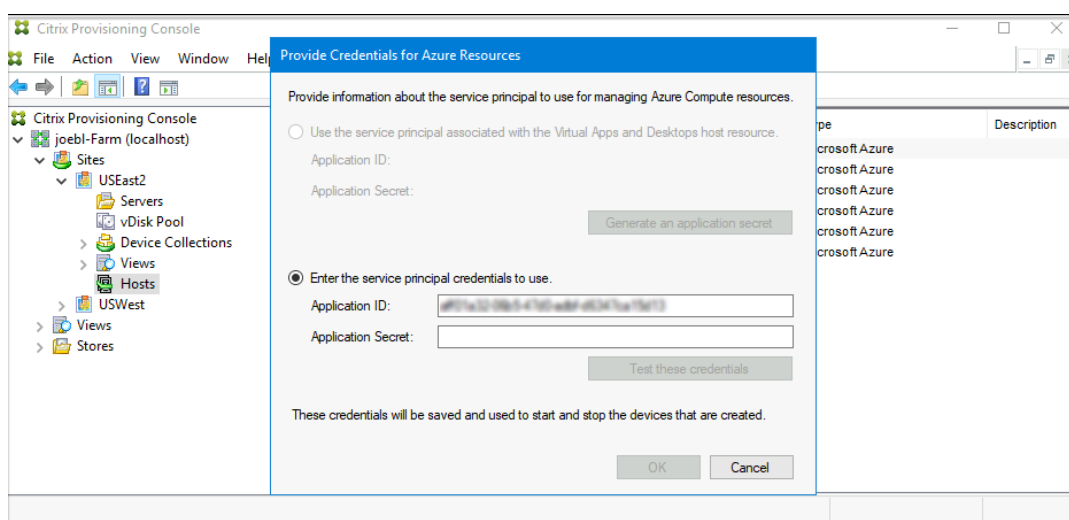 Citrix Provisioning Console
File Action View Window Hel
Provide Credentials for Azure Resources
Provide information about the service principal to use for managing Azure Compute resources.
Use the service principal associated with the Virtual Apps and Desktops host resource.
Application ID:
Application Secret:
Generate an application secret
Enter the service principal credentials to use.
Application ID:
Application Secret:
Test these credentials
These credentials will be saved and used to start and stop the devices that are created.
OK Cancel
Citrix Provisioning Console
joebl-Farm (localhost)
Sites
USEast2
Servers
vDisk Pool
Device Collections
Views
Hosts
USWest
Views
Stores
pe Description
crosoft Azure
crosoft Azure
crosoft Azure
crosoft Azure
crosoft Azure
crosoft Azure